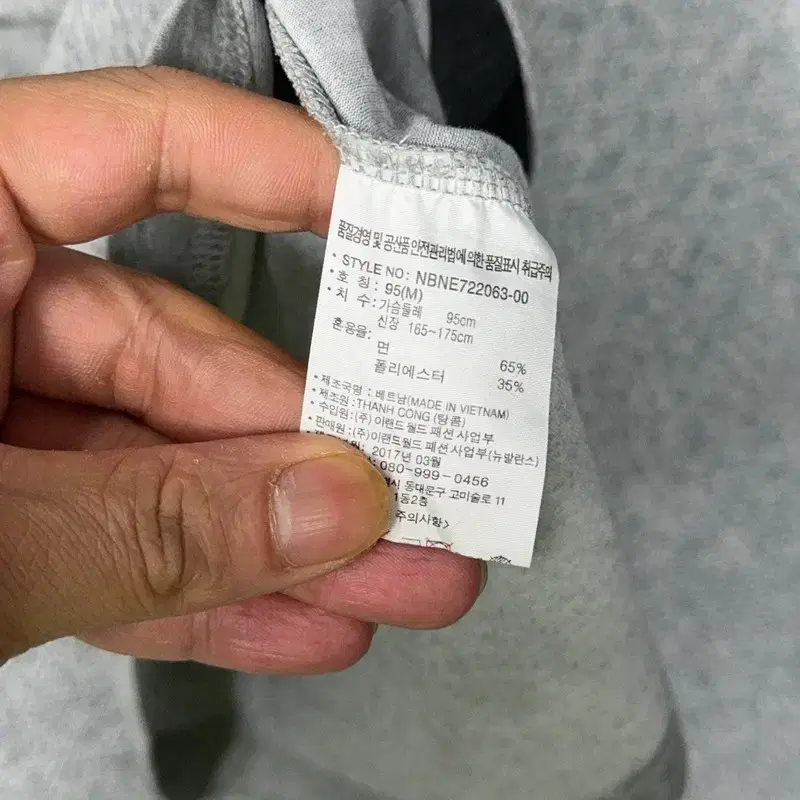 품질경영 및 공산품 안전관리법에 의한 품질표시 취급주의
• STYLE NO: NBNE722063-00
• 호 칭 : 95(M)
• 치 수 : 가슴둘레 95cm
신장 165~175cm
혼용율:
면 65%
폴리에스터 35%
• 제조국명 : 베트남(MADE IN VIETNAM)
• 제조원 : THANH CONG (탕콤)
• 수입원 : (주) 이랜드월드 패션 사업부
• 판매원 : (주)이랜드월드 패션 사업부(뉴발란스)
2017년 03월
080-999-0456
동대문구 고미술로 11
1동2층
주의사항>